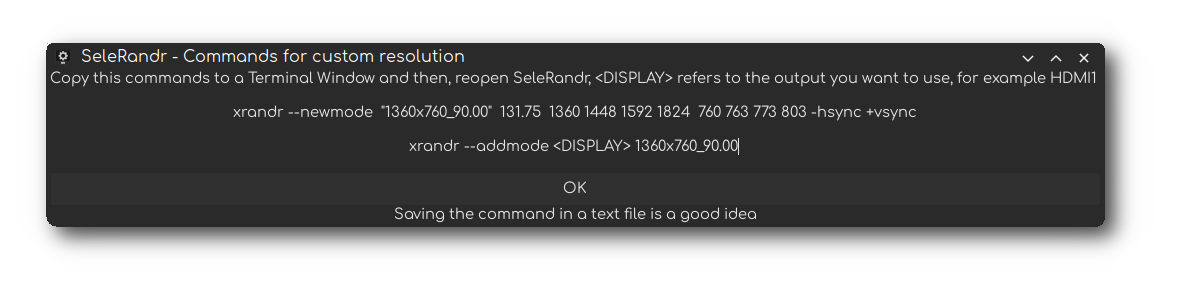 SeleRandr - Commands for custom resolution
Copy this commands to a Terminal Window and then, reopen SeleRandr, <DISPLAY> refers to the output you want to use, for example HDMI1
xrandr --newmode  "1360x760_90.00"  131.75  1360 1448 1592 1824  760 763 773 803 -hsync +vsync
xrandr --addmode <DISPLAY> 1360x760_90.00
OK
Saving the command in a text file is a good idea